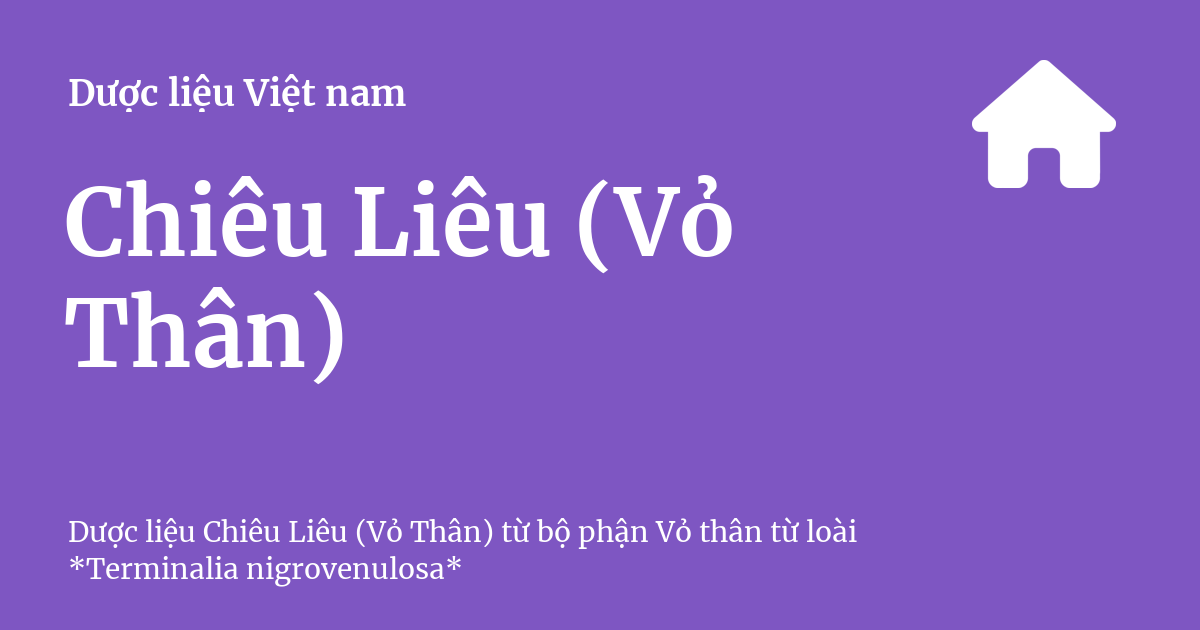 Dược liệu Việt nam
Chiêu Liêu (Vỏ
Thân)
Dược liệu Chiêu Liêu (Vỏ Thân) từ bộ phận Vỏ thân từ loài
*Terminalia nigrovenulosa*